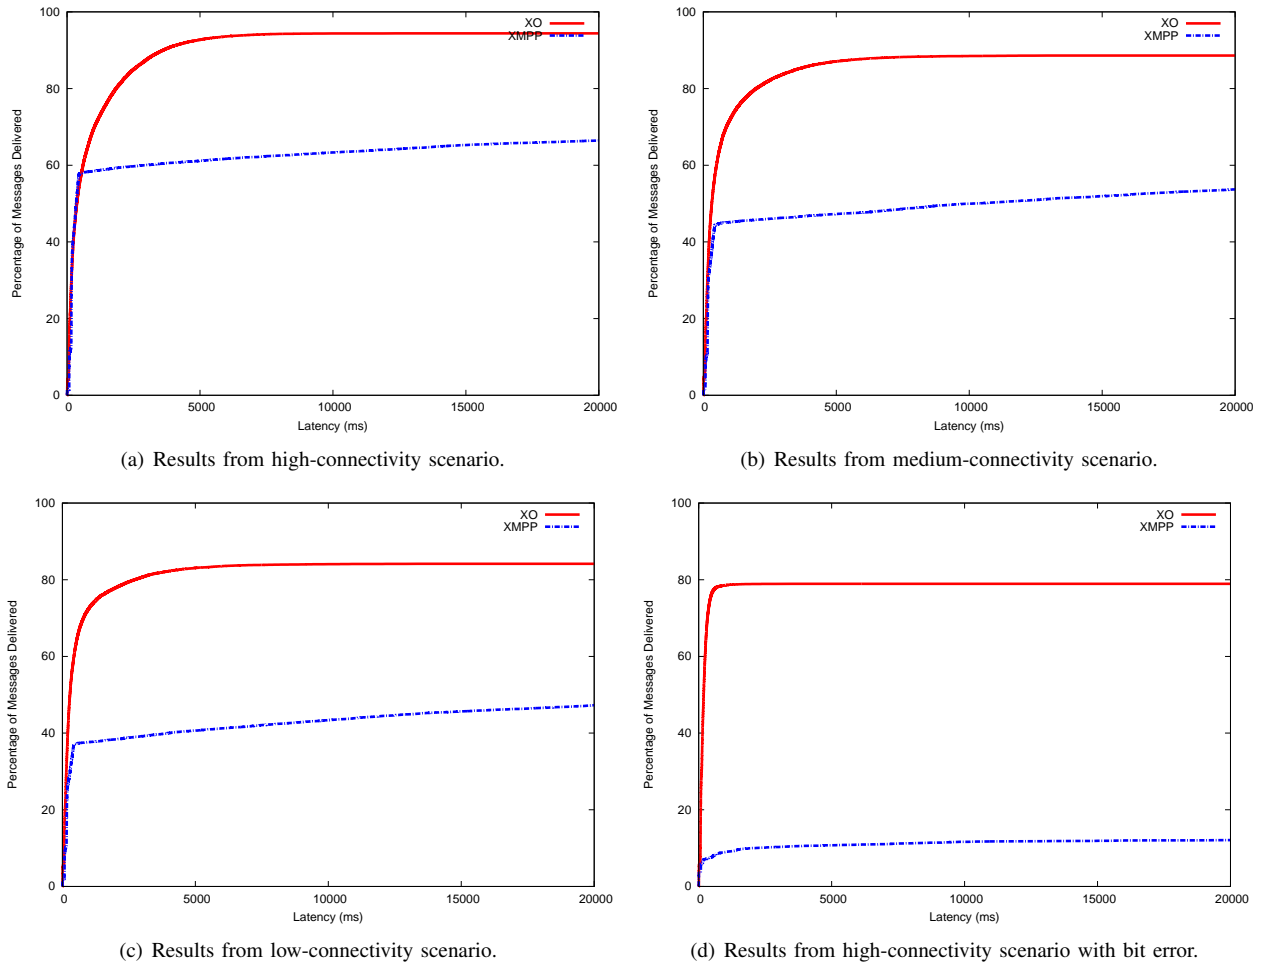 100
80
60
40
20
0
Percentage of Messages Delivered
XO
XMPP
0 5000 10000 15000 20000
Latency (ms)
(a) Results from high-connectivity scenario.
100
80
60
40
20
0
Percentage of Messages Delivered
XO
XMPP
0 5000 10000 15000 20000
Latency (ms)
(b) Results from medium-connectivity scenario.
100
80
60
40
20
0
Percentage of Messages Delivered
XO
XMPP
0 5000 10000 15000 20000
Latency (ms)
(c) Results from low-connectivity scenario.
100
80
60
40
20
0
Percentage of Messages Delivered
XO
XMPP
0 5000 10000 15000 20000
Latency (ms)
(d) Results from high-connectivity scenario with bit error.